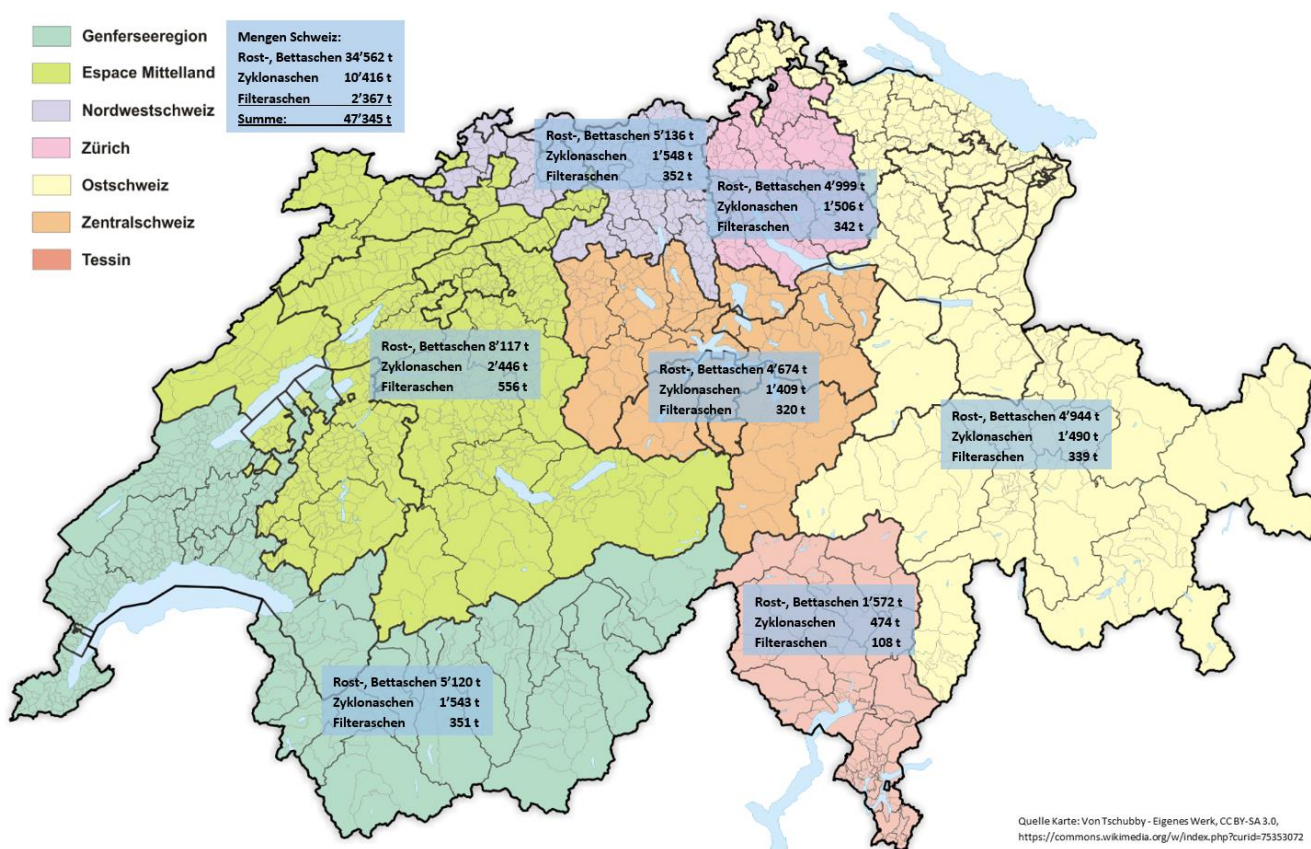 Genferseeregion
Espace Mittelland
Nordwestschweiz
Zürich
Ostschweiz
Zentralschweiz
Tessin
Mengen Schweiz:
Rost-, Bettaschen 34’562 t
Zyklonaschen 10’416 t
Filteraschen 2’367 t
Summe: 47’345 t
Rost-, Bettaschen 5’136 t
Zyklonaschen 1’548 t
Filteraschen 352 t
Rost-, Bettaschen 4’999 t
Zyklonaschen 1’506 t
Filteraschen 342 t
Rost-, Bettaschen 8’117 t
Zyklonaschen 2’446 t
Filteraschen 556 t
Rost-, Bettaschen 4’674 t
Zyklonaschen 1’409 t
Filteraschen 320 t
Rost-, Bettaschen 4’944 t
Zyklonaschen 1’490 t
Filteraschen 339 t
Rost-, Bettaschen 1’572 t
Zyklonaschen 474 t
Filteraschen 108 t
Rost-, Bettaschen 5’120 t
Zyklonaschen 1’543 t
Filteraschen 351 t
Quelle Karte: Von Tschubby - Eigenes Werk, CC BY-SA 3.0,
https://commons.wikimedia.org/w/index.php?curid=75353072